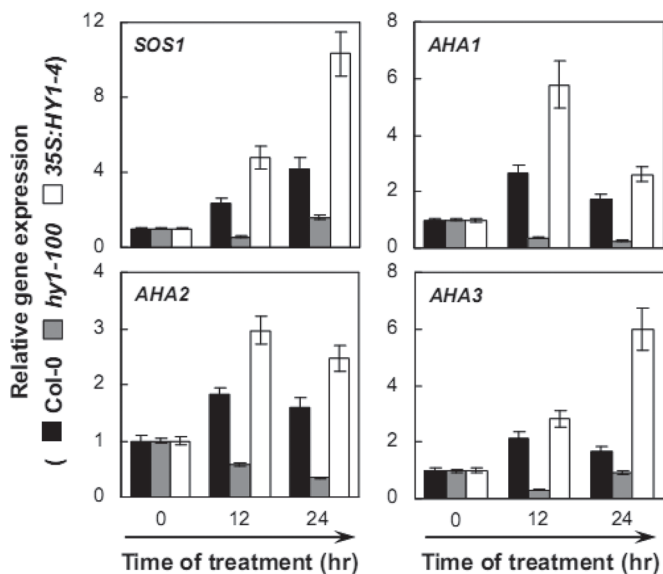 Relative gene expression
( Col-0 hy1-100 35S:HY1-4
SOS1
12
8
4
0
AHA1
8
6
4
2
0
AHA2
4
3
2
1
0
AHA3
8
6
4
2
0
0 12 24
0 12 24
Time of treatment (hr)
Time of treatment (hr)